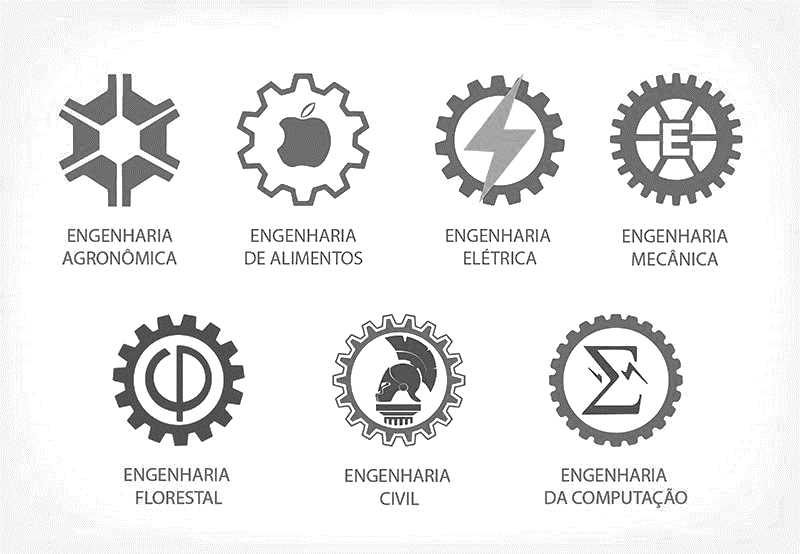 ENGENHARIA
AGRONÔMICA
ENGENHARIA
DE ALIMENTOS
ENGENHARIA
ELÉTRICA
E
ENGENHARIA
MECÂNICA
ENGENHARIA
FLORESTAL
ENGENHARIA
CIVIL
Σ
ENGENHARIA
DA COMPUTAÇÃO